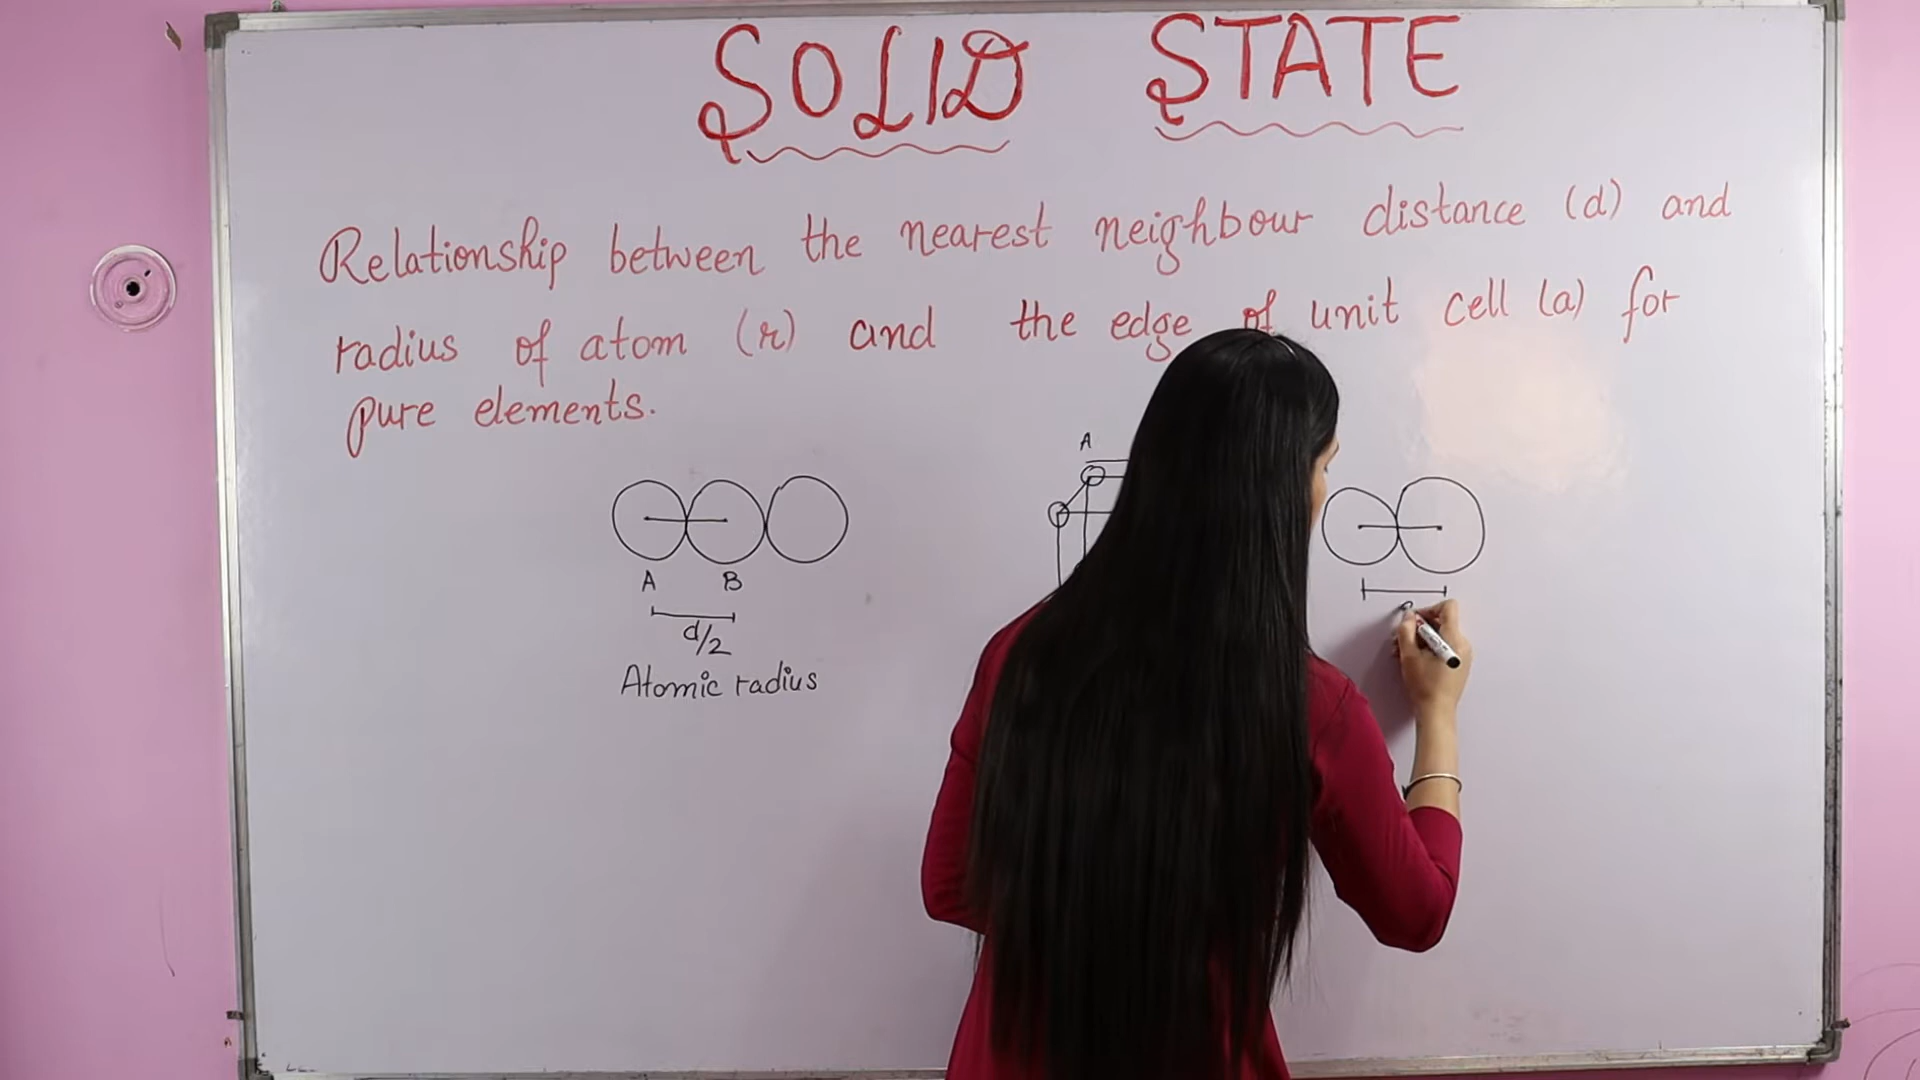 SOLID STATE
Relationship between the nearest neighbour distance (d) and
radius of atom (r) and the edge of unit cell (a) for
pure elements.
A
A B
d/2
Atomic radius